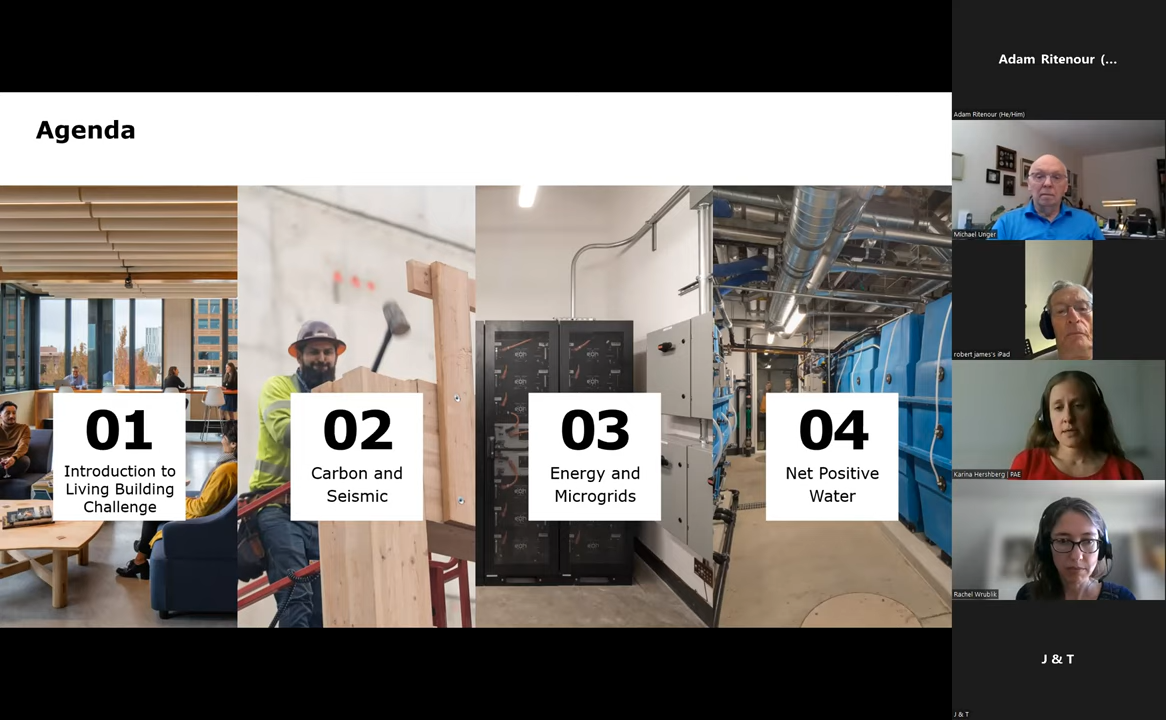 Agenda
01
Introduction to
Living Building
Challenge
02
Carbon and
Seismic
03
Energy and
Microgrids
04
Net Positive
Water
Adam Ritenour (...
Adam Ritenour (He/Him)
Michael Unger
robert james's iPad
Karina Hershberg | PAE
Rachel Wrublik
J & T
J & T